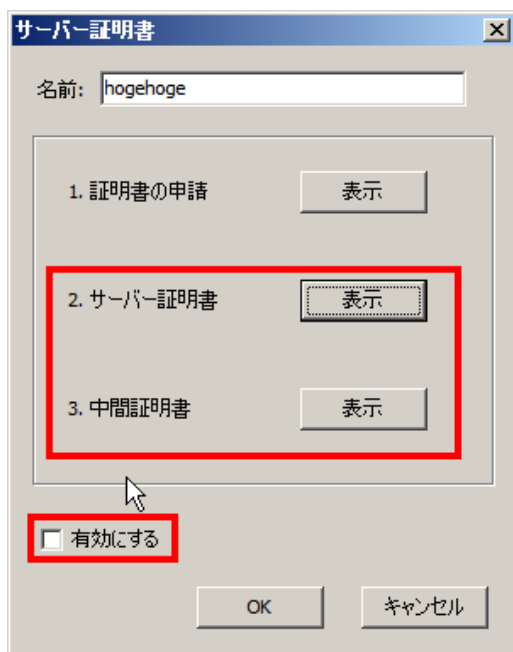 サーバー証明書
名前: hogehoge
1. 証明書の申請 表示
2. サーバー証明書 表示
3. 中間証明書 表示
有効にする
OK キャンセル